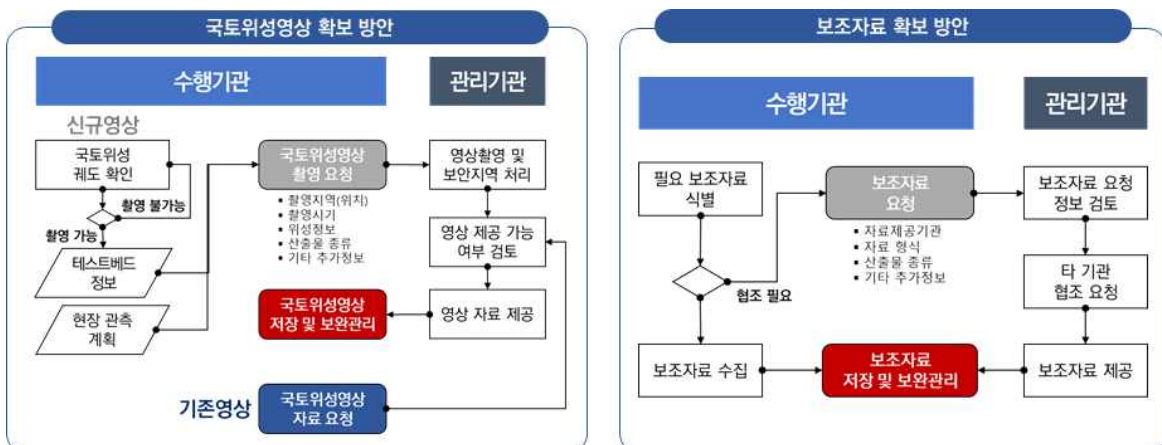 국토위성영상 확보 방안
수행기관
관리기관
신규영상
국토위성
궤도 확인
촬영 불가능
촬영 가능
테스트베드
정보
현장 관측
계획
국토위성영상
촬영 요청
▪ 촬영지역(위치)
▪ 촬영시기
▪ 위성정보
▪ 산출물 종류
▪ 기타 추가정보
국토위성영상
저장 및 보완관리
기존영상
국토위성영상
자료 요청
영상촬영 및
보안지역 처리
영상 제공 가능
여부 검토
영상 자료 제공
보조자료 확보 방안
수행기관
관리기관
필요 보조자료
식별
협조 필요
보조자료 수집
보조자료
요청
▪ 자료제공기관
▪ 자료 형식
▪ 산출물 종류
▪ 기타 추가정보
보조자료
저장 및 보완관리
보조자료 요청
정보 검토
타 기관
협조 요청
보조자료 제공